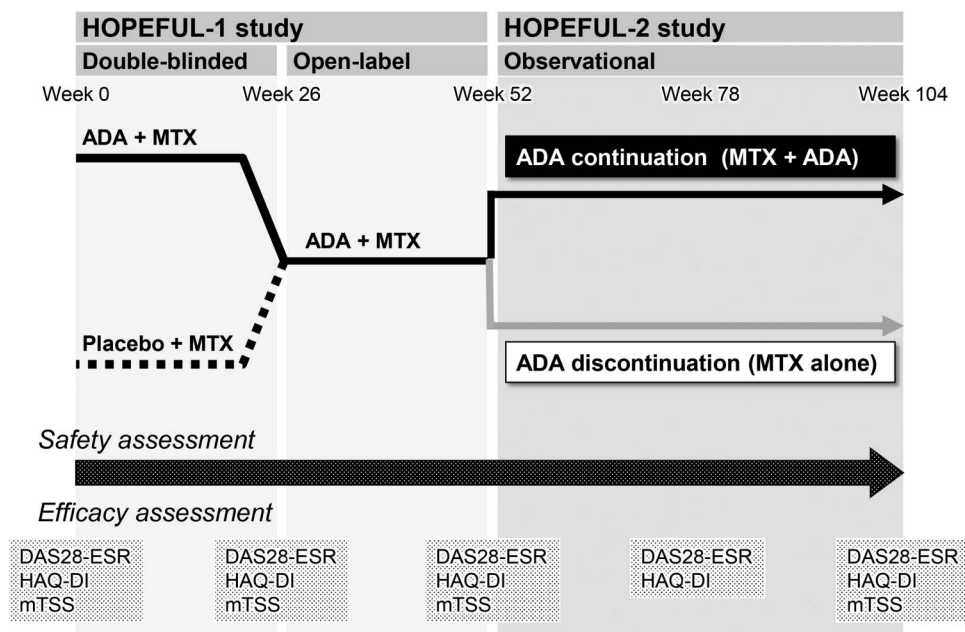 HOPEFUL-1 study
HOPEFUL-2 study
Double-blinded
Open-label
Observational
Week 0
Week 26
Week 52
Week 78
Week 104
ADA + MTX
ADA continuation (MTX + ADA)
ADA + MTX
Placebo + MTX
ADA discontinuation (MTX alone)
Safety assessment
Efficacy assessment
DAS28-ESR
HAQ-DI
mTSS
DAS28-ESR
HAQ-DI
mTSS
DAS28-ESR
HAQ-DI
mTSS
DAS28-ESR
HAQ-DI
DAS28-ESR
HAQ-DI
mTSS